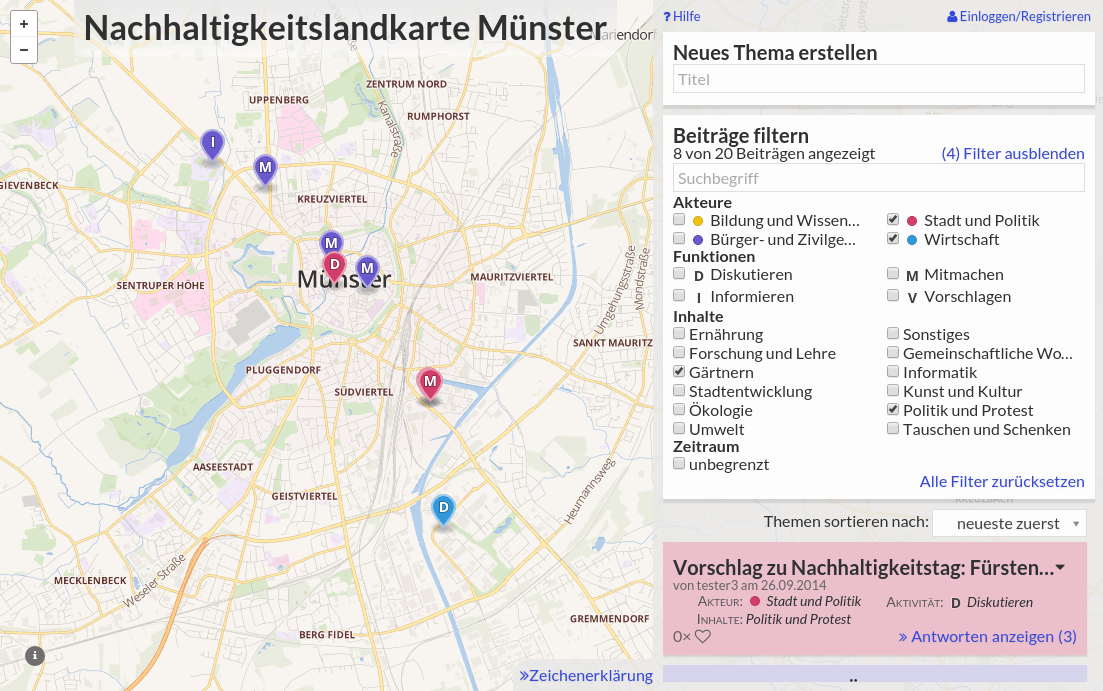 +
−
Nachhaltigkeitslandkarte Münster
ZENTRUM NORD
UPPENBERG
RUMPHORST
Kanalstraße
I
M
GIEVENBECK
KREUZVIERTEL
M
D
M
Münster
MAURITZVIERTEL
SENTRUPER HÖHE
Umgehungsstraße
Mondstraße
SANKT MAURITZ
PLUGGENDORF
SÜDVIERTEL
M
AASEESTADT
GEISTVIERTEL
Heumannsweg
D
MECKLENBECK
Weseler Straße
GREMMENDORF
BERG FIDEL
i
»Zeichenerklärung
? Hilfe
Einloggen/Registrieren
Neues Thema erstellen
Titel
Beiträge filtern
8 von 20 Beiträgen angezeigt (4) Filter ausblenden
Suchbegriff
Akteure
Bildung und Wissen... Stadt und Politik
Bürger- und Zivilge... Wirtschaft
Funktionen
D Diskutieren M Mitmachen
I Informieren V Vorschlagen
Inhalte
Ernährung Sonstiges
Forschung und Lehre Gemeinschaftliche Wo...
Gärtnern Informatik
Stadtentwicklung Kunst und Kultur
Ökologie Politik und Protest
Umwelt Tauschen und Schenken
Zeitraum
unbegrenzt
Alle Filter zurücksetzen
Themen sortieren nach: neueste zuerst
Vorschlag zu Nachhaltigkeitstag: Fürsten...
von tester3 am 26.09.2014
Akteur: Stadt und Politik Aktivität: D Diskutieren
Inhalte: Politik und Protest
0× » Antworten anzeigen (3)